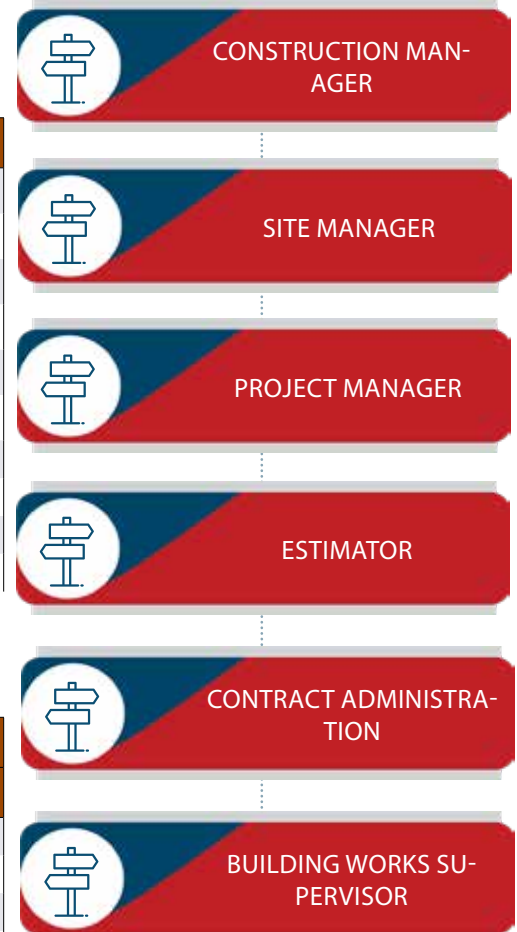 CONSTRUCTION MAN-
AGER
SITE MANAGER
PROJECT MANAGER
ESTIMATOR
CONTRACT ADMINISTRA-
TION
BUILDING WORKS SU-
PERVISOR